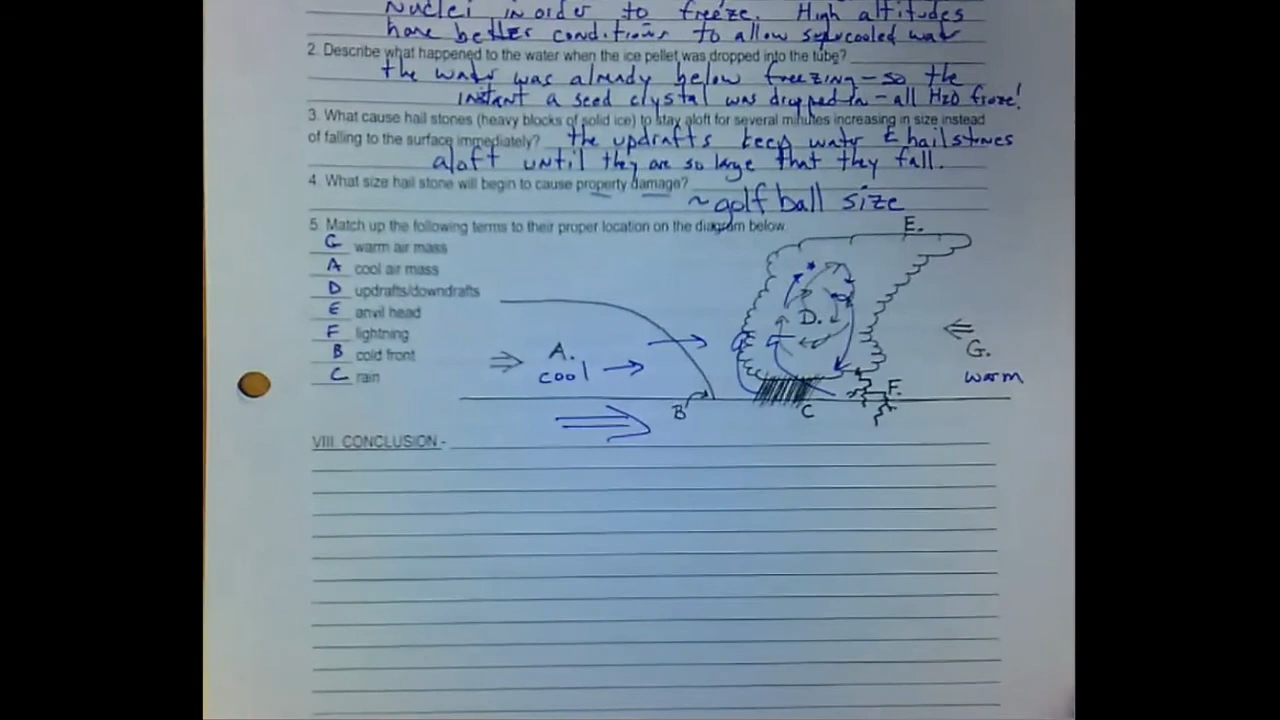 Nuclei in order to freeze. High altitudes
have better conditions to allow supercooled water
2. Describe what happened to the water when the ice pellet was dropped into the tube?
the water was already below freezing - so the
instant a seed crystal was dropped in - all H2O froze!
3. What cause hail stones (heavy blocks of solid ice) to stay aloft for several minutes increasing in size instead
of falling to the surface immediately? the updrafts keep water & hailstones
aloft until they are so large that they fall.
4. What size hail stone will begin to cause property damage?
~golf ball size
5. Match up the following terms to their proper location on the diagram below.
G warm air mass
A cool air mass
D updrafts/downdrafts
E anvil head
F lightning
B cold front
C rain
E.
D.
A.
cool
G.
warm
F.
B
C
VIII. CONCLUSION -